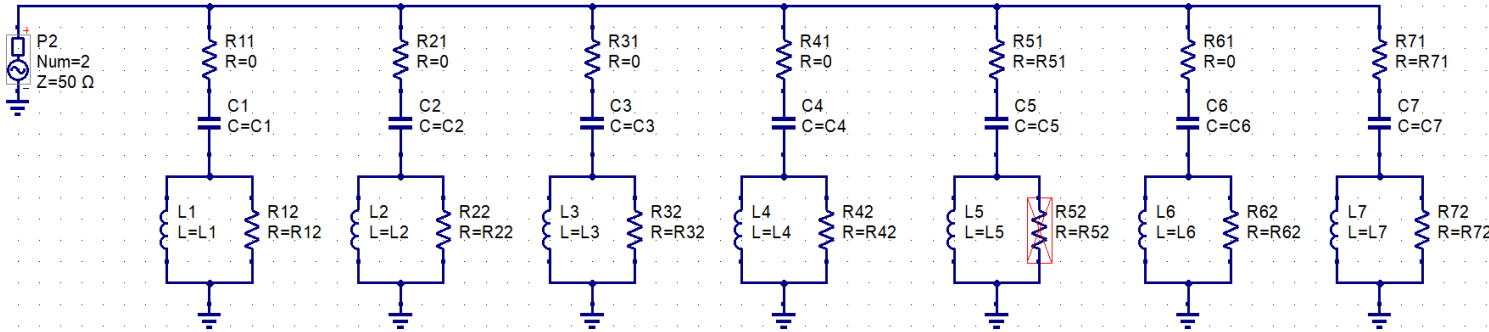 P2
Num=2
Z=50 Ω
R11
R=0
C1
C=C1
L1
L=L1
R12
R=R12
R21
R=0
C2
C=C2
L2
L=L2
R22
R=R22
R31
R=0
C3
C=C3
L3
L=L3
R32
R=R32
R41
R=0
C4
C=C4
L4
L=L4
R42
R=R42
R51
R=R51
C5
C=C5
L5
L=L5
R52
R=R52
R61
R=0
C6
C=C6
L6
L=L6
R62
R=R62
R71
R=R71
C7
C=C7
L7
L=L7
R72
R=R72